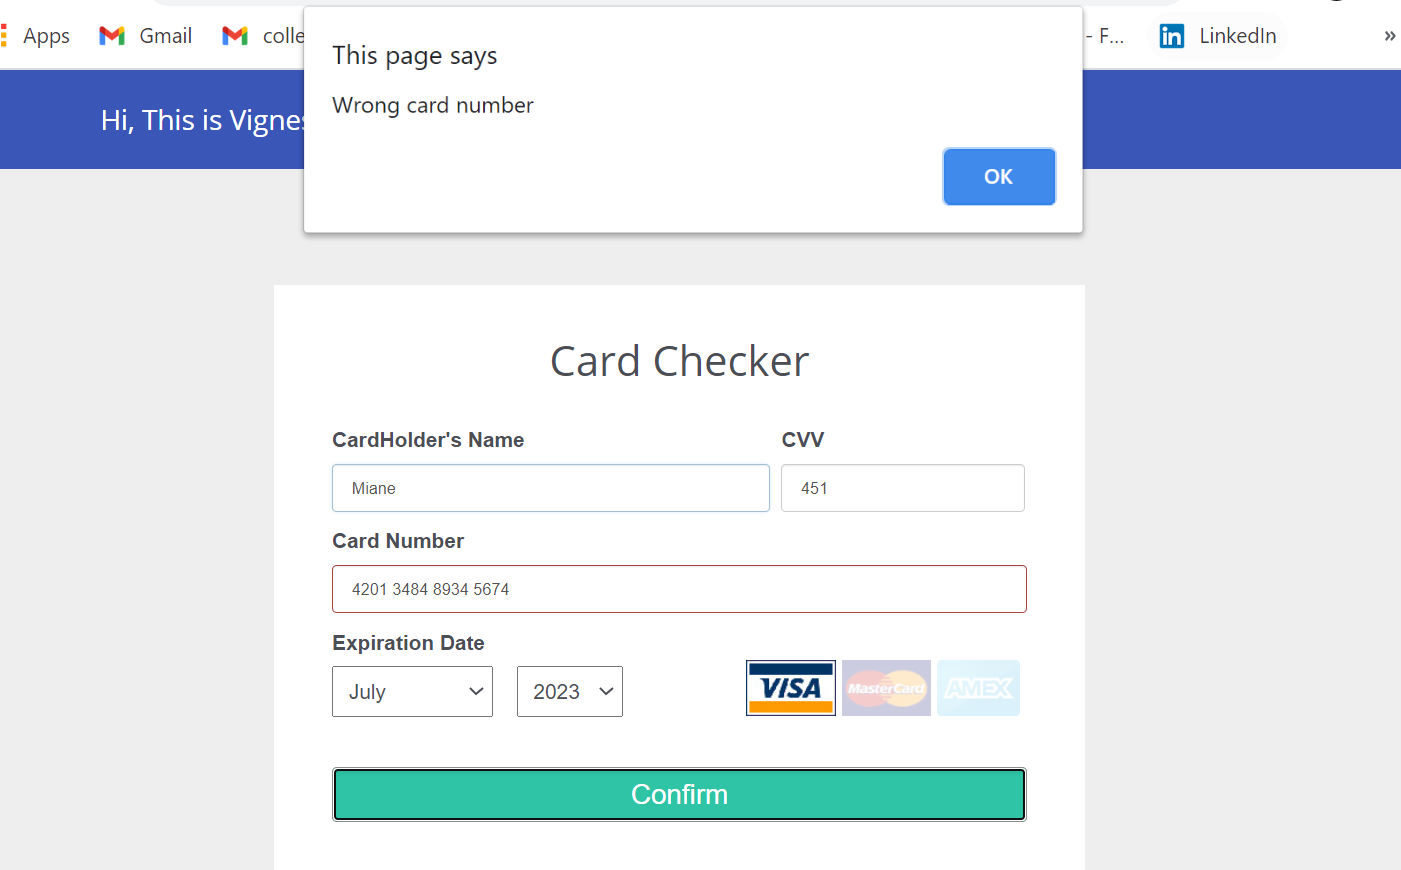 Apps Gmail colle - F... LinkedIn »
This page says
Wrong card number
OK
Hi, This is Vignes
Card Checker
CardHolder's Name CVV
Miane 451
Card Number
4201 3484 8934 5674
Expiration Date
July 2023 VISA MasterCard AMEX
Confirm